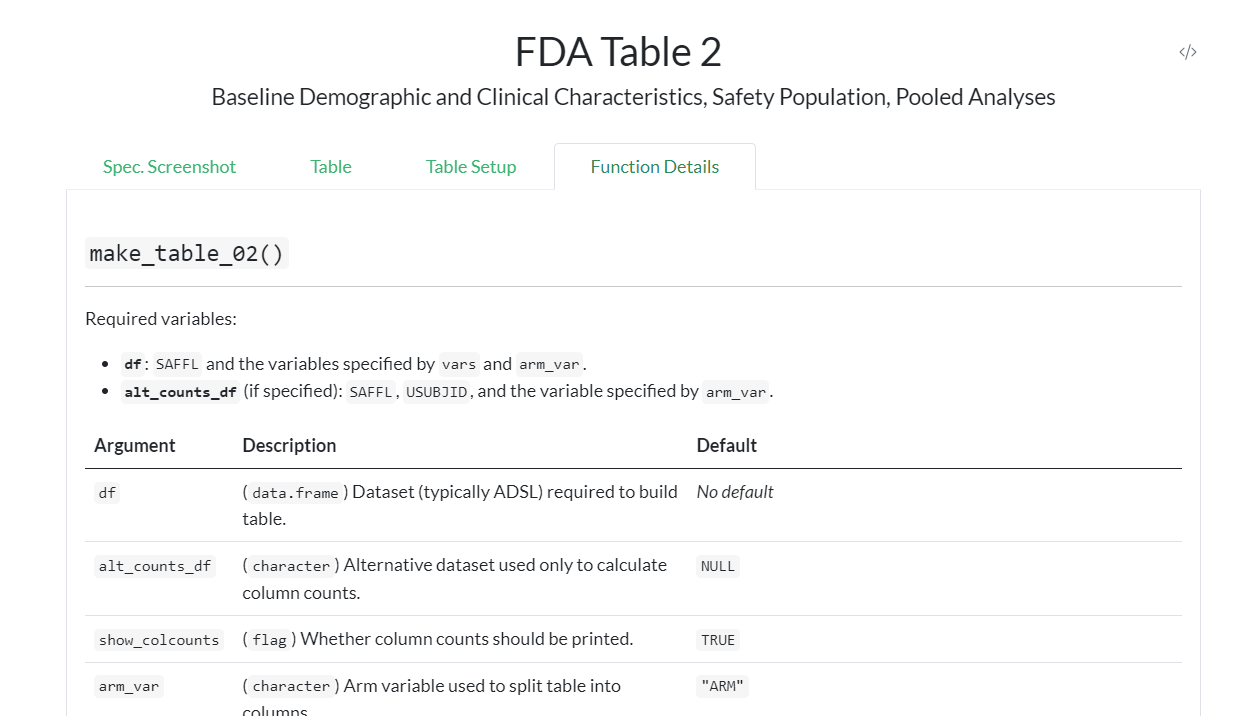 FDA Table 2
</>
Baseline Demographic and Clinical Characteristics, Safety Population, Pooled Analyses
Spec. Screenshot Table Table Setup Function Details
make_table_02()
Required variables:
• df: SAFFL and the variables specified by vars and arm_var.
• alt_counts_df (if specified): SAFFL, USUBJID, and the variable specified by arm_var.
Argument Description Default
df (data.frame) Dataset (typically ADSL) required to build No default
table.
alt_counts_df (character) Alternative dataset used only to calculate NULL
column counts.
show_colcounts (flag) Whether column counts should be printed. TRUE
arm_var (character) Arm variable used to split table into "ARM"
columns